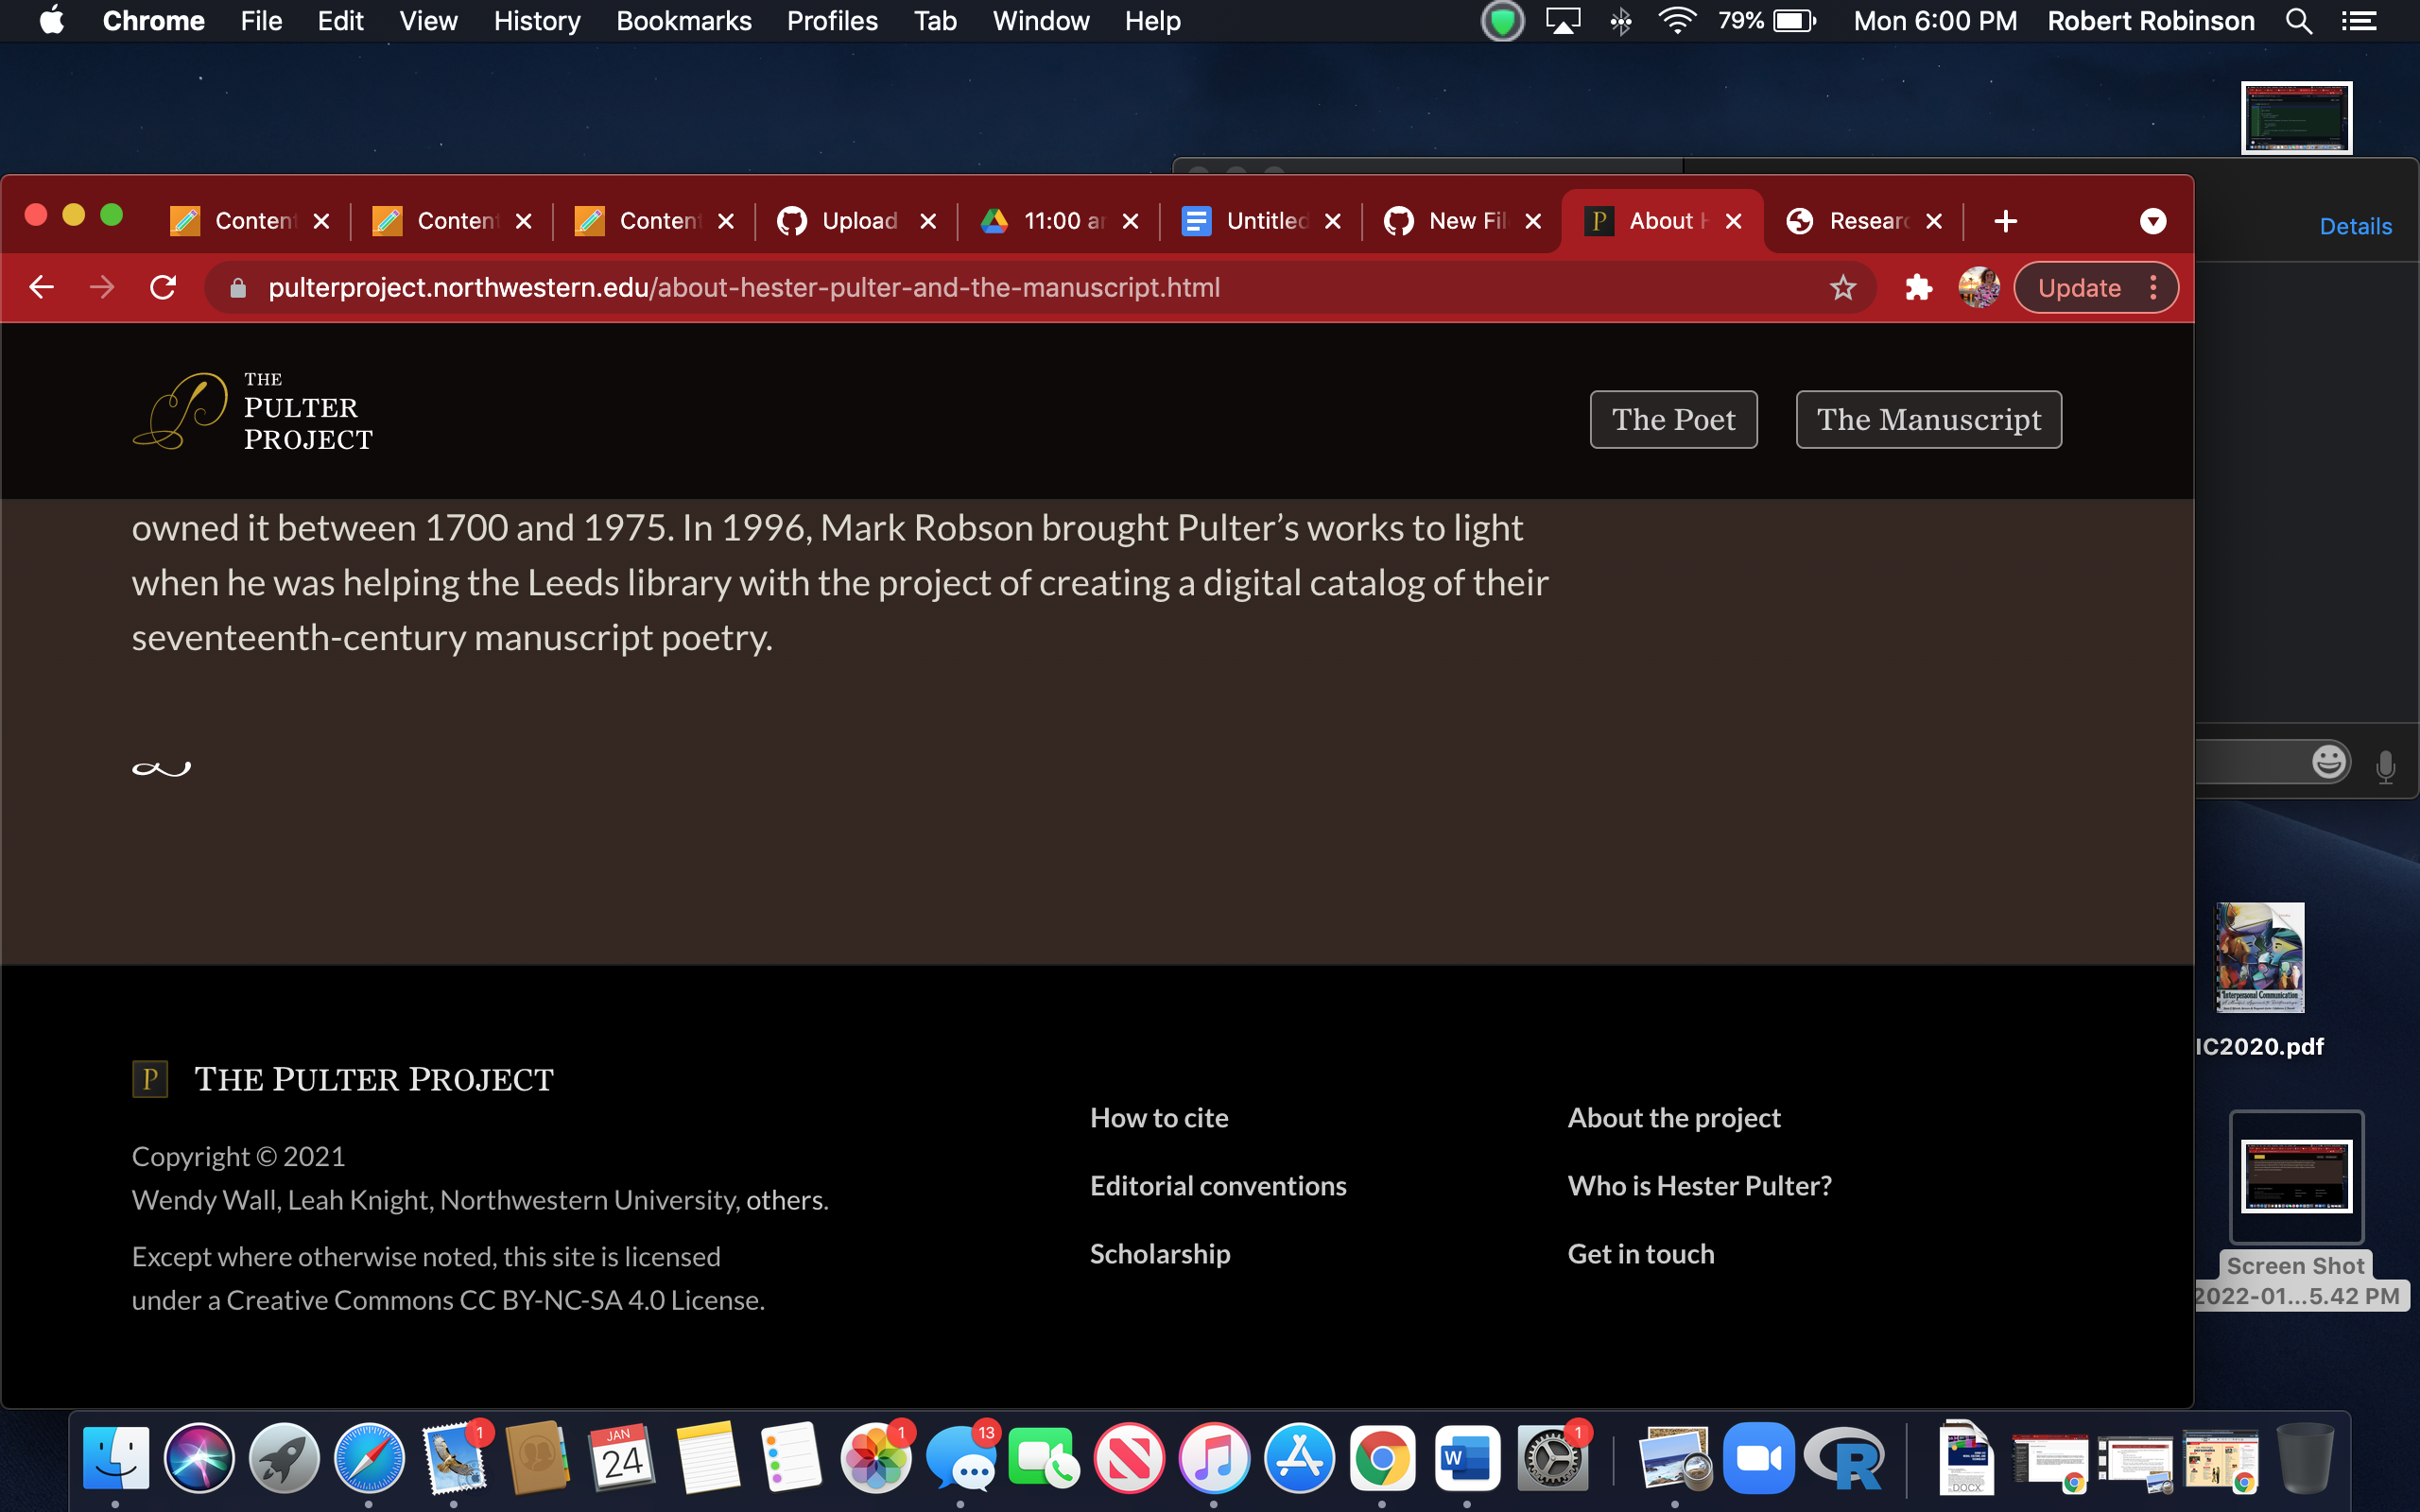 Chrome File Edit View History Bookmarks Profiles Tab Window Help 79% Mon 6:00 PM Robert Robinson
Content Content Content Upload 11:00 Untitled New Fil About Resear
Details
pulterproject.northwestern.edu/about-hester-pulter-and-the-manuscript.html Update
THE
PULTER
PROJECT
The Poet The Manuscript
owned it between 1700 and 1975. In 1996, Mark Robson brought Pulter’s works to light
when he was helping the Leeds library with the project of creating a digital catalog of their
seventeenth-century manuscript poetry.
P THE PULTER PROJECT
Copyright © 2021
Wendy Wall, Leah Knight, Northwestern University, others.
Except where otherwise noted, this site is licensed
under a Creative Commons CC BY-NC-SA 4.0 License.
How to cite
Editorial conventions
Scholarship
About the project
Who is Hester Pulter?
Get in touch
Interpersonal Communication
IC2020.pdf
Screen Shot
2022-01...5.42 PM
1 JAN 24 1 13 W 1 R DOCX